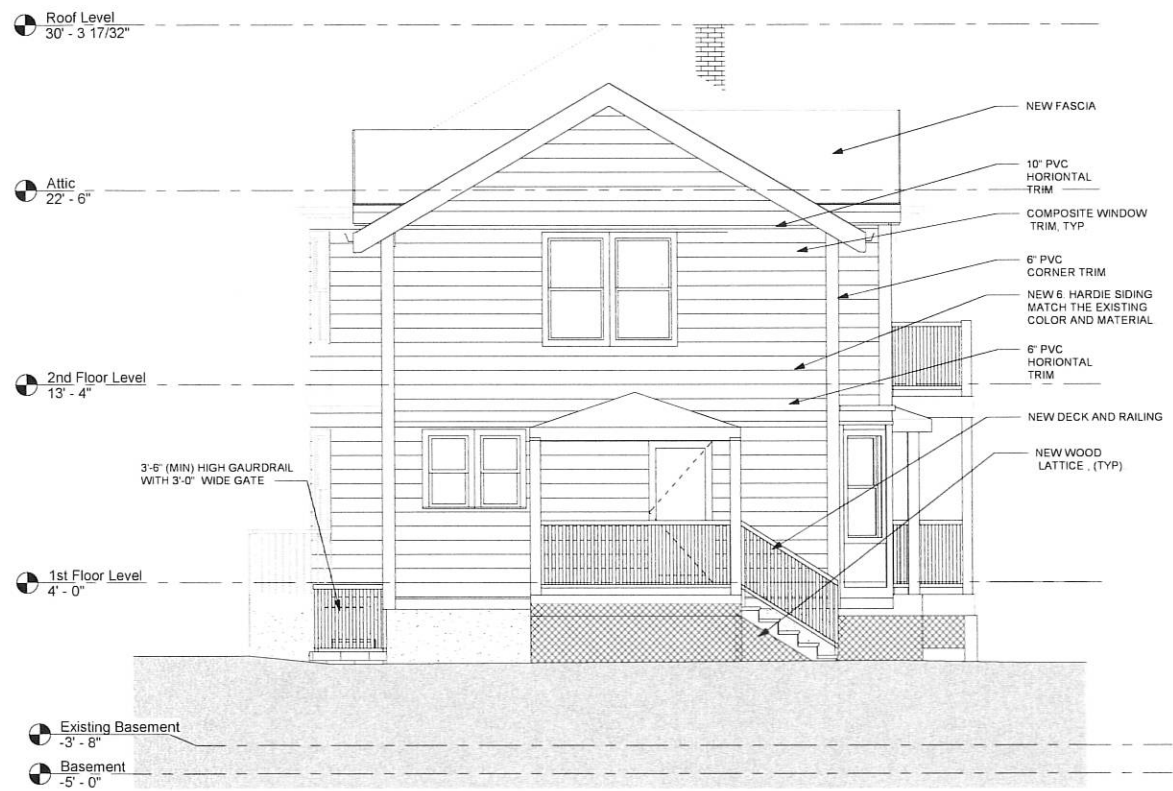 Roof Level
30' - 3 17/32"
NEW FASCIA
10" PVC
HORIONTAL
TRIM
Attic
22' - 6"
COMPOSITE WINDOW
TRIM, TYP
6" PVC
CORNER TRIM
NEW 6. HARDIE SIDING
MATCH THE EXISTING
COLOR AND MATERIAL
6" PVC
HORIONTAL
TRIM
2nd Floor Level
13' - 4"
NEW DECK AND RAILING
NEW WOOD
LATTICE , (TYP)
3'-6" (MIN) HIGH GAURDRAIL
WITH 3'-0" WIDE GATE
1st Floor Level
4' - 0"
Existing Basement
-3' - 8"
Basement
-5' - 0"